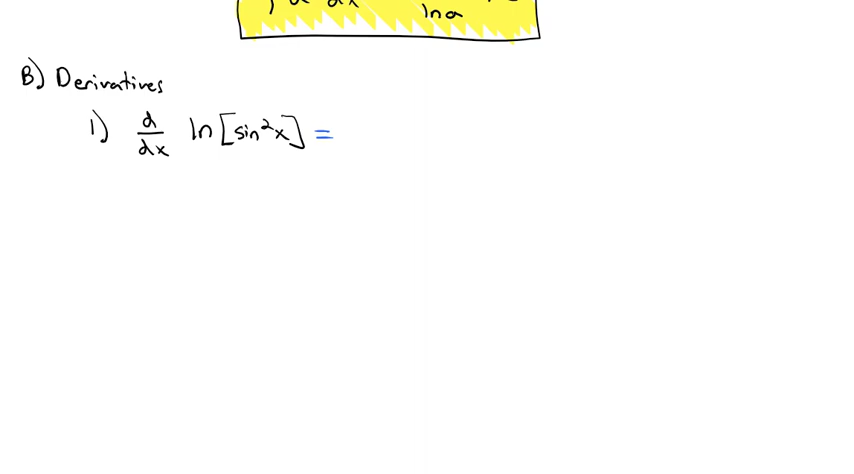 ln a
B) Derivatives
1) d/dx ln[sin²x] =